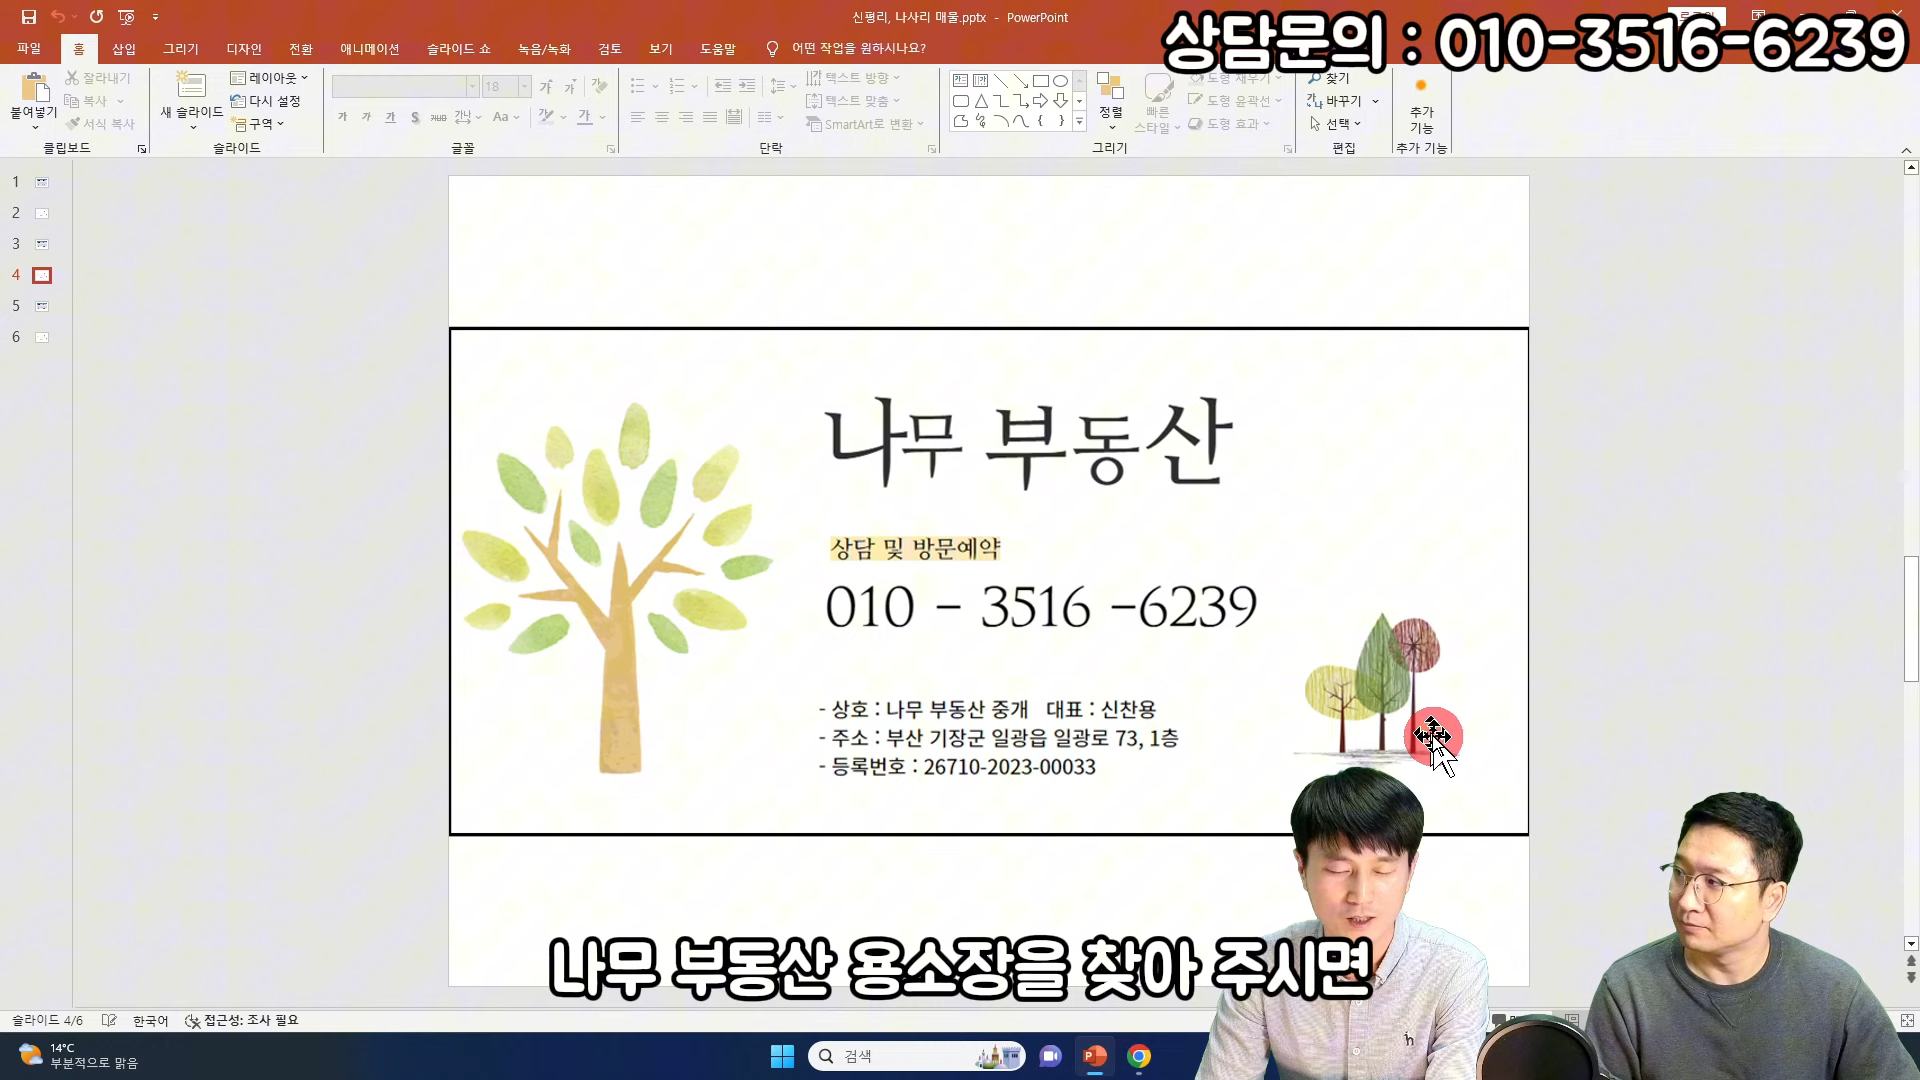 신평리, 나사리 매물.pptx - PowerPoint
상담문의 : 010-3516-6239
파일 홈 삽입 그리기 디자인 전환 애니메이션 슬라이드 쇼 녹음/녹화 검토 보기 도움말 어떤 작업을 원하시나요?
붙여넣기
잘라내기
복사
서식 복사
클립보드
새 슬라이드
레이아웃
다시 설정
구역
슬라이드
18
글꼴
텍스트 방향
텍스트 맞춤
SmartArt로 변환
단락
정렬
빠른 스타일
도형 채우기
도형 윤곽선
도형 효과
그리기
찾기
바꾸기
선택
편집
추가 기능
추가 기능
1
2
3
4
5
6
나무 부동산
상담 및 방문예약
010 - 3516 -6239
- 상호 : 나무 부동산 중개 대표 : 신찬용
- 주소 : 부산 기장군 일광읍 일광로 73, 1층
- 등록번호 : 26710-2023-00033
나무 부동산 용소장을 찾아 주시면
슬라이드 4/6 한국어 접근성: 조사 필요
14°C
부분적으로 맑음
검색